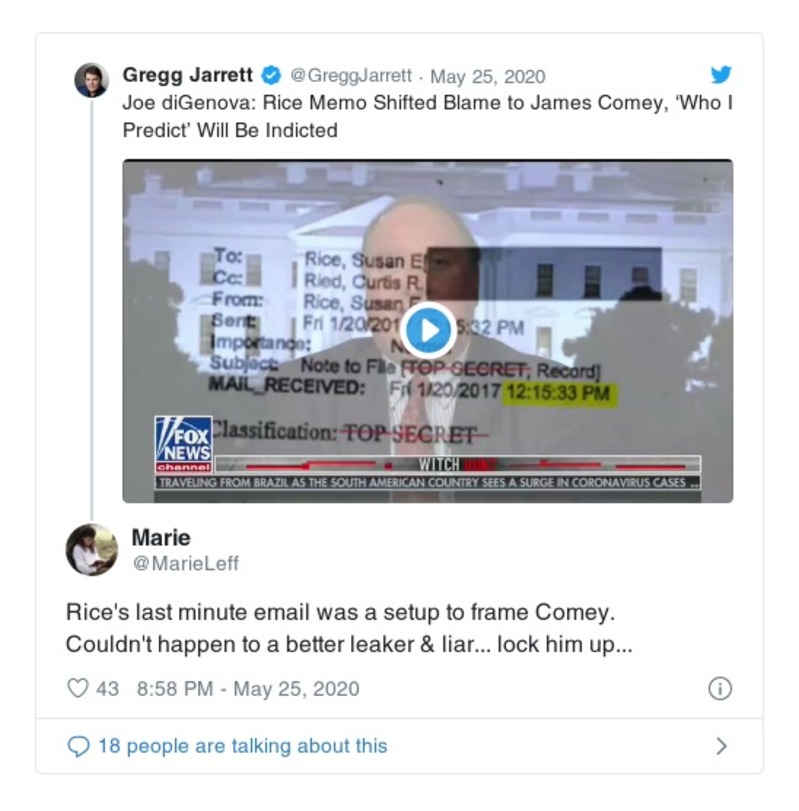 Gregg Jarrett @GreggJarrett · May 25, 2020
Joe diGenova: Rice Memo Shifted Blame to James Comey, ‘Who I
Predict’ Will Be Indicted
To: Rice, Susan E
Cc: Ried, Curtis R.
From: Rice, Susan E
Sent: Fri 1/20/201 5:32 PM
Importance:
Subject: Note to File [TOP SECRET, Record]
MAIL_RECEIVED: Fri 1/20/2017 12:15:33 PM
Classification: TOP SECRET
FOX
NEWS
channel
WITCH
TRAVELING FROM BRAZIL AS THE SOUTH AMERICAN COUNTRY SEES A SURGE IN CORONAVIRUS CASES ...
Marie
@MarieLeff
Rice's last minute email was a setup to frame Comey.
Couldn't happen to a better leaker & liar... lock him up...
43 8:58 PM - May 25, 2020
18 people are talking about this